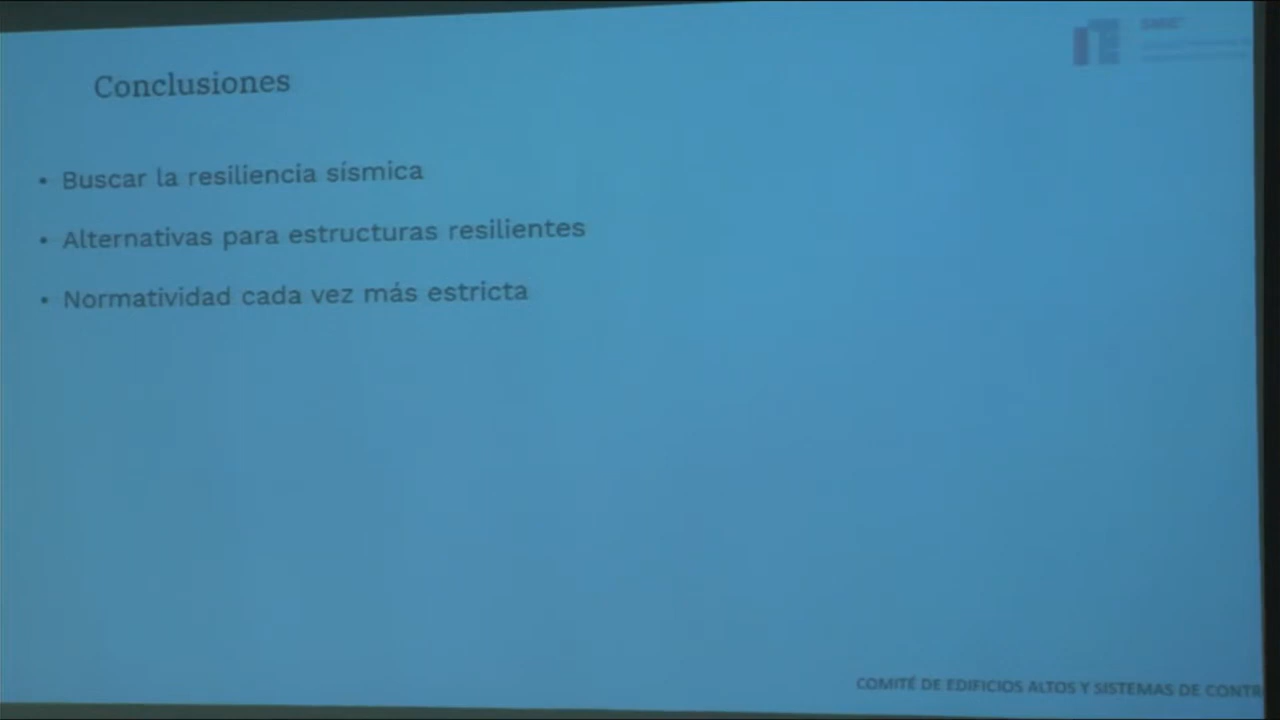 Conclusiones
• Buscar la resiliencia sísmica
• Alternativas para estructuras resilientes
• Normatividad cada vez más estricta
COMITÉ DE EDIFICIOS ALTOS Y SISTEMAS DE CONTR